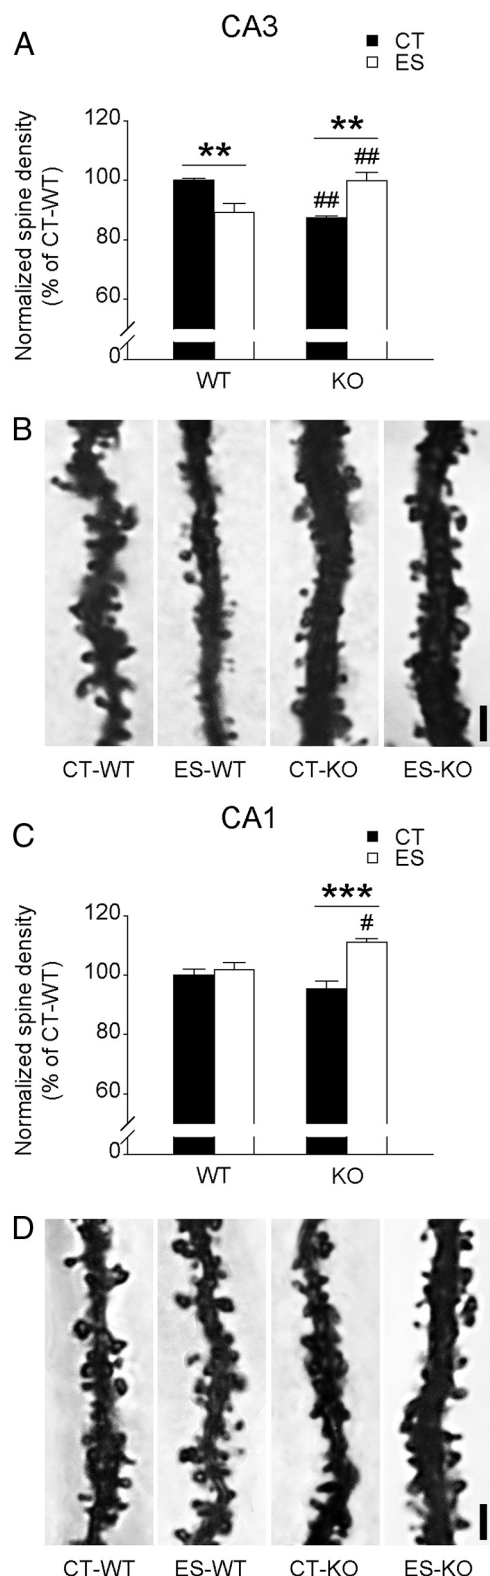 CA3
A
CT
ES
Normalized spine density
(% of CT-WT)
120
100
80
60
0
**
**
##
##
WT
KO
B
CT-WT
ES-WT
CT-KO
ES-KO
CA1
C
CT
ES
Normalized spine density
(% of CT-WT)
120
100
80
60
0
***
#
WT
KO
D
CT-WT
ES-WT
CT-KO
ES-KO